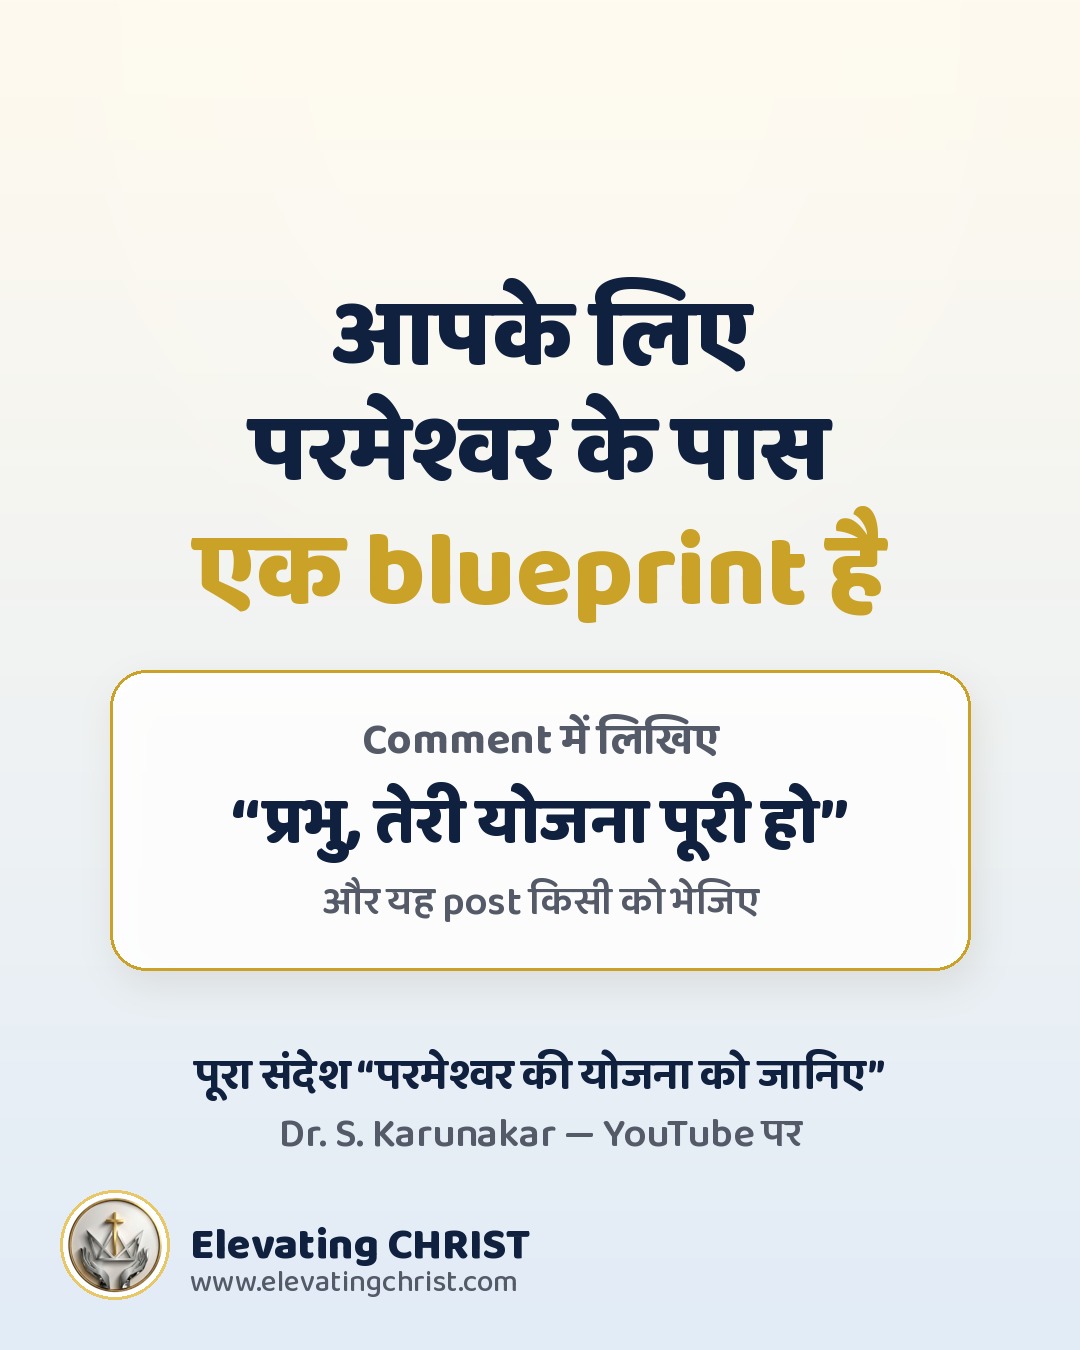 आपके लिए
परमेश्वर के पास
एक blueprint है
Comment में लिखिए
“प्रभु, तेरी योजना पूरी हो”
और यह post किसी को भेजिए
पूरा संदेश “परमेश्वर की योजना को जानिए”
Dr. S. Karunakar — YouTube पर
Elevating CHRIST
www.elevatingchrist.com